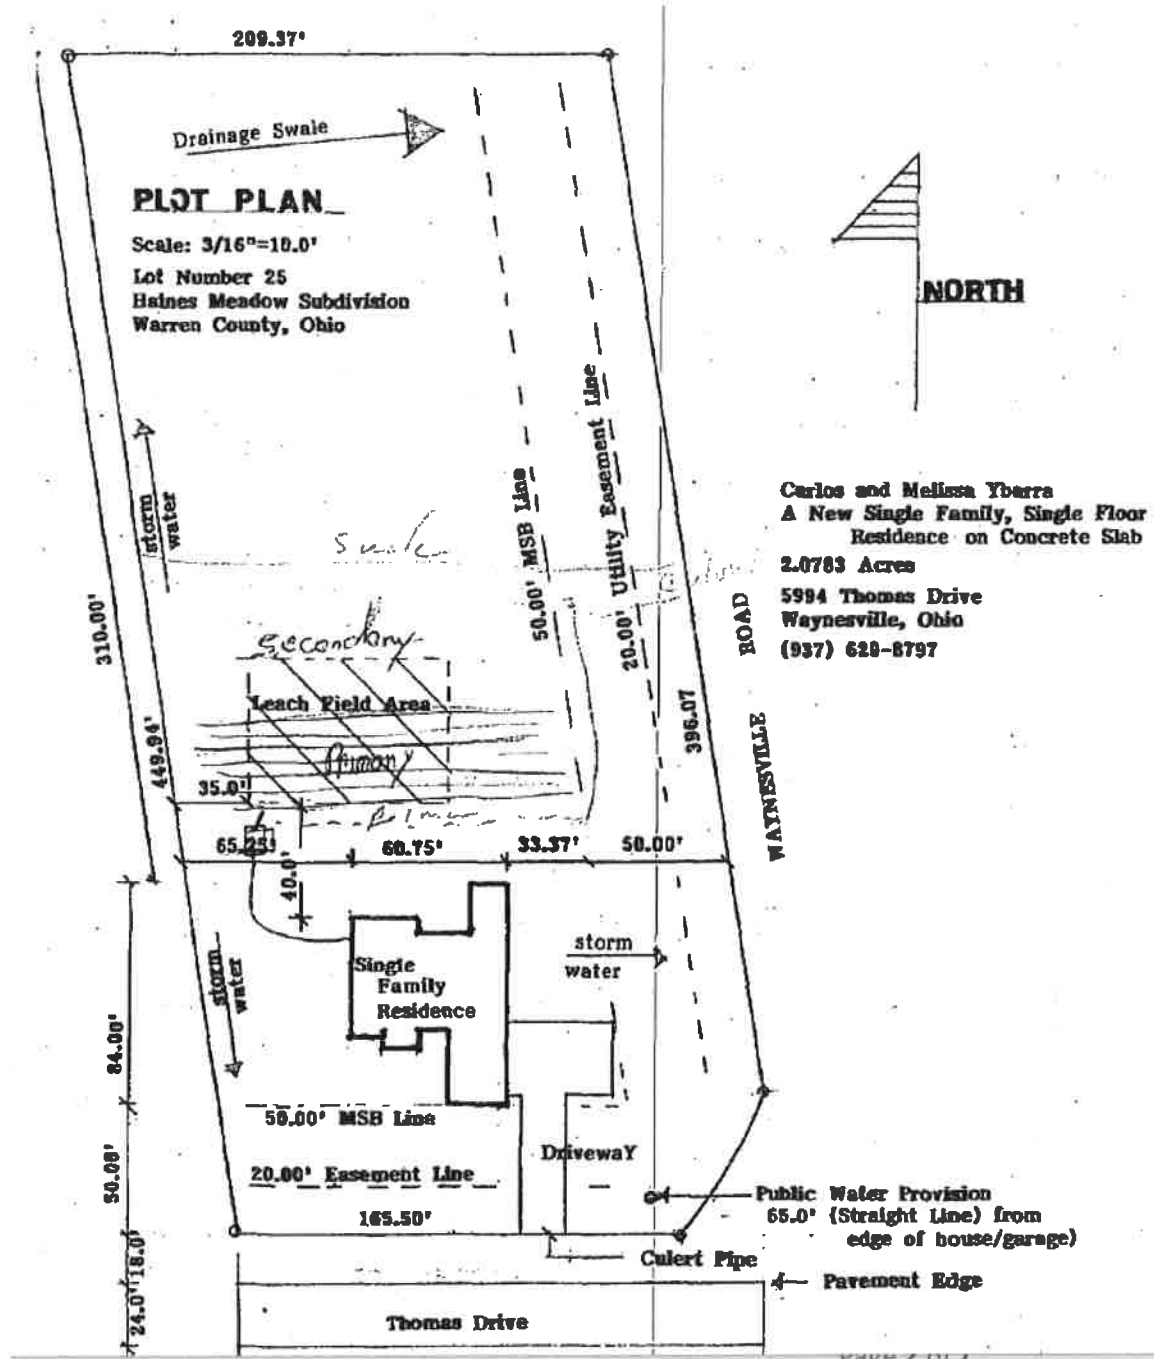 209.37'
Drainage Swale
PLOT PLAN
Scale: 3/16"=10.0'
Lot Number 25
Haines Meadow Subdivision
Warren County, Ohio
NORTH
storm
water
310.00'
449.94'
50.00' MSB Line
20.00' Utility Easement Line
Carlos and Melissa Ybarra
A New Single Family, Single Floor
Residence on Concrete Slab
2.0783 Acres
5994 Thomas Drive
Waynesville, Ohio
(937) 628-8797
WAYNESVILLE ROAD
396.07
Swale
Secondary
Leach Field Area
Primary
35.0'
65.25'
60.75'
33.37'
50.00'
40.0'
storm
water
Single
Family
Residence
storm
water
84.00'
50.00' MSB Line
50.00'
20.00' Easement Line
DrivewaY
165.50'
Public Water Provision
65.0' (Straight Line) from
edge of house/garage)
Culert Pipe
18.0'
24.0'
Pavement Edge
Thomas Drive